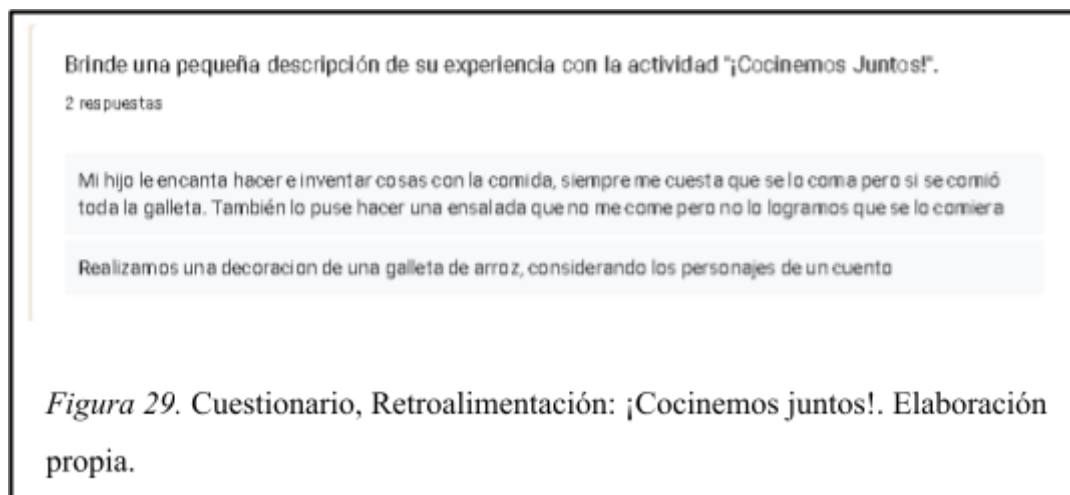 Brinde una pequeña descripción de su experiencia con la actividad "¡Cocinemos Juntos!".
2 respuestas
Mi hijo le encanta hacer e inventar cosas con la comida, siempre me cuesta que se lo coma pero si se comió
toda la galleta. También lo puse hacer una ensalada que no me come pero no lo logramos que se lo comiera
Realizamos una decoracion de una galleta de arroz, considerando los personajes de un cuento
Figura 29. Cuestionario, Retroalimentación: ¡Cocinemos juntos!. Elaboración
propia.